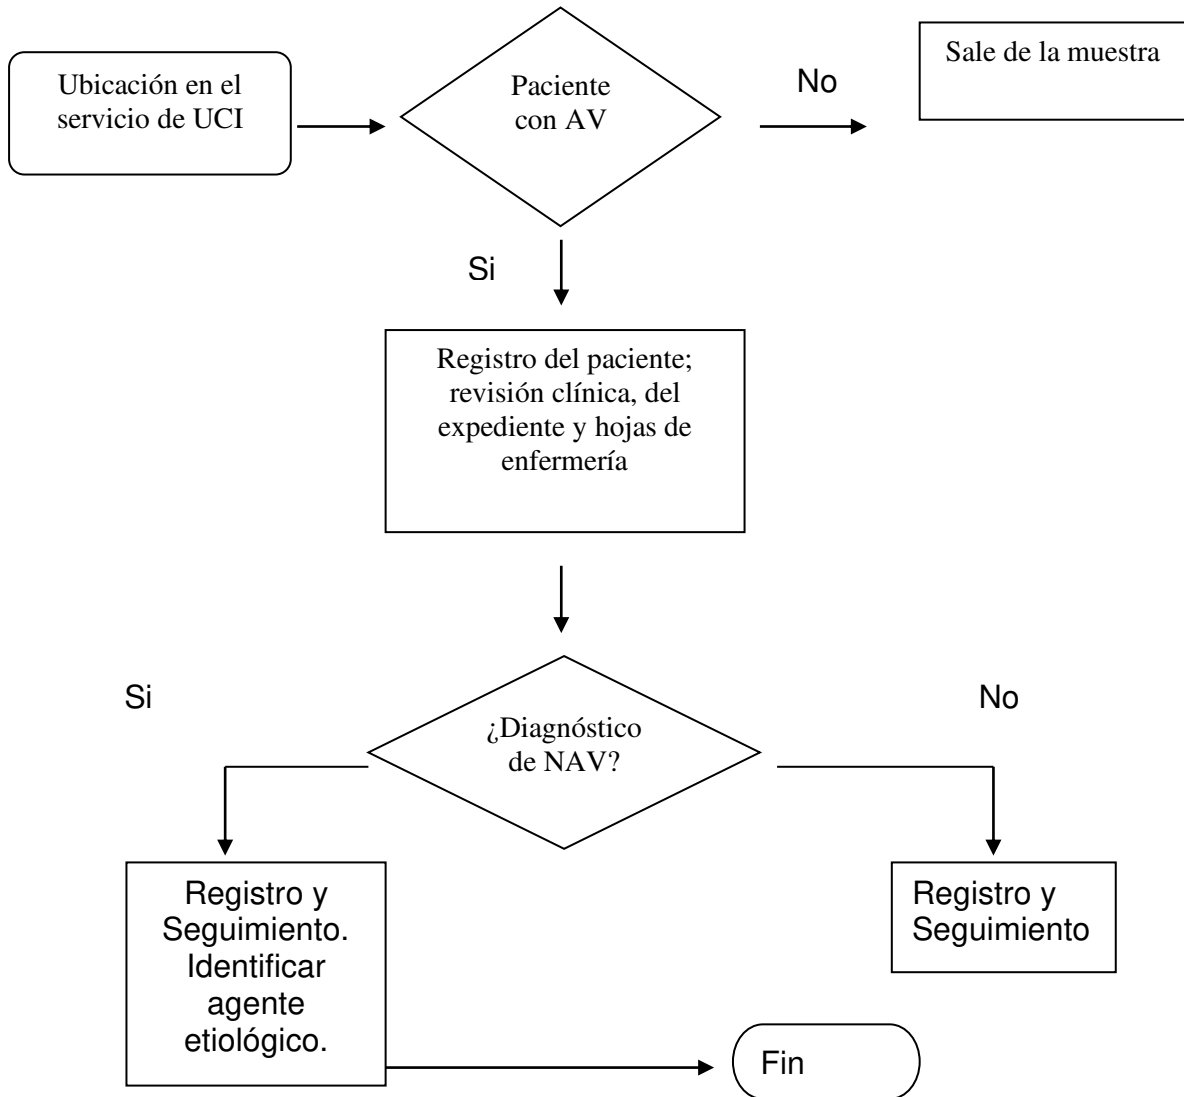 Ubicación en el
servicio de UCI
Paciente
con AV
No
Sale de la muestra
Si
Registro del paciente;
revisión clínica, del
expediente y hojas de
enfermería
Si
No
¿Diagnóstico
de NAV?
Registro y
Seguimiento.
Identificar
agente
etiológico.
Registro y
Seguimiento
Fin